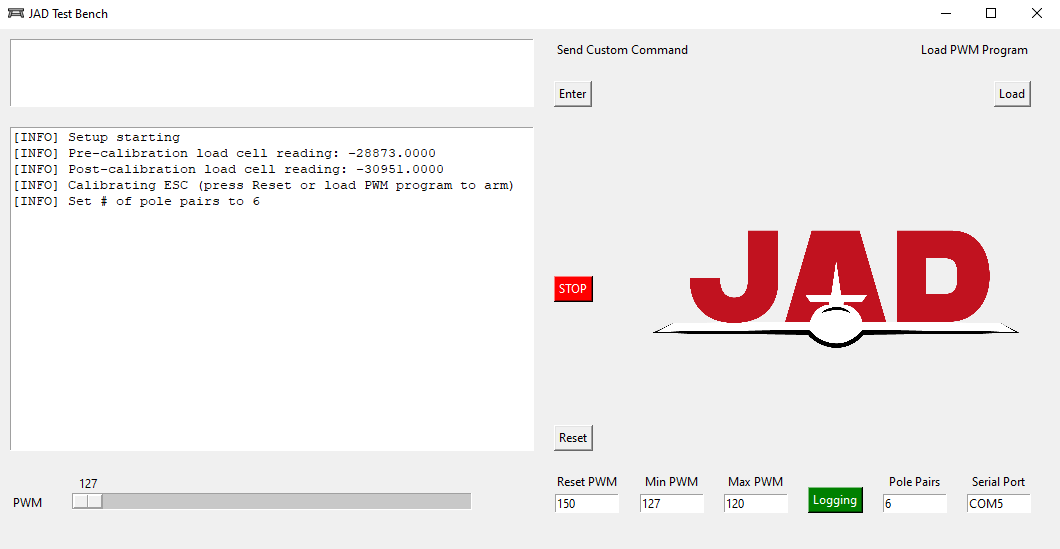 JAD Test Bench
Send Custom Command
Load PWM Program
Enter
Load
[INFO] Setup starting
[INFO] Pre-calibration load cell reading: -28873.0000
[INFO] Post-calibration load cell reading: -30951.0000
[INFO] Calibrating ESC (press Reset or load PWM program to arm)
[INFO] Set # of pole pairs to 6
STOP
JAD
Reset
127
PWM
Reset PWM
150
Min PWM
127
Max PWM
120
Logging
Pole Pairs
6
Serial Port
COM5